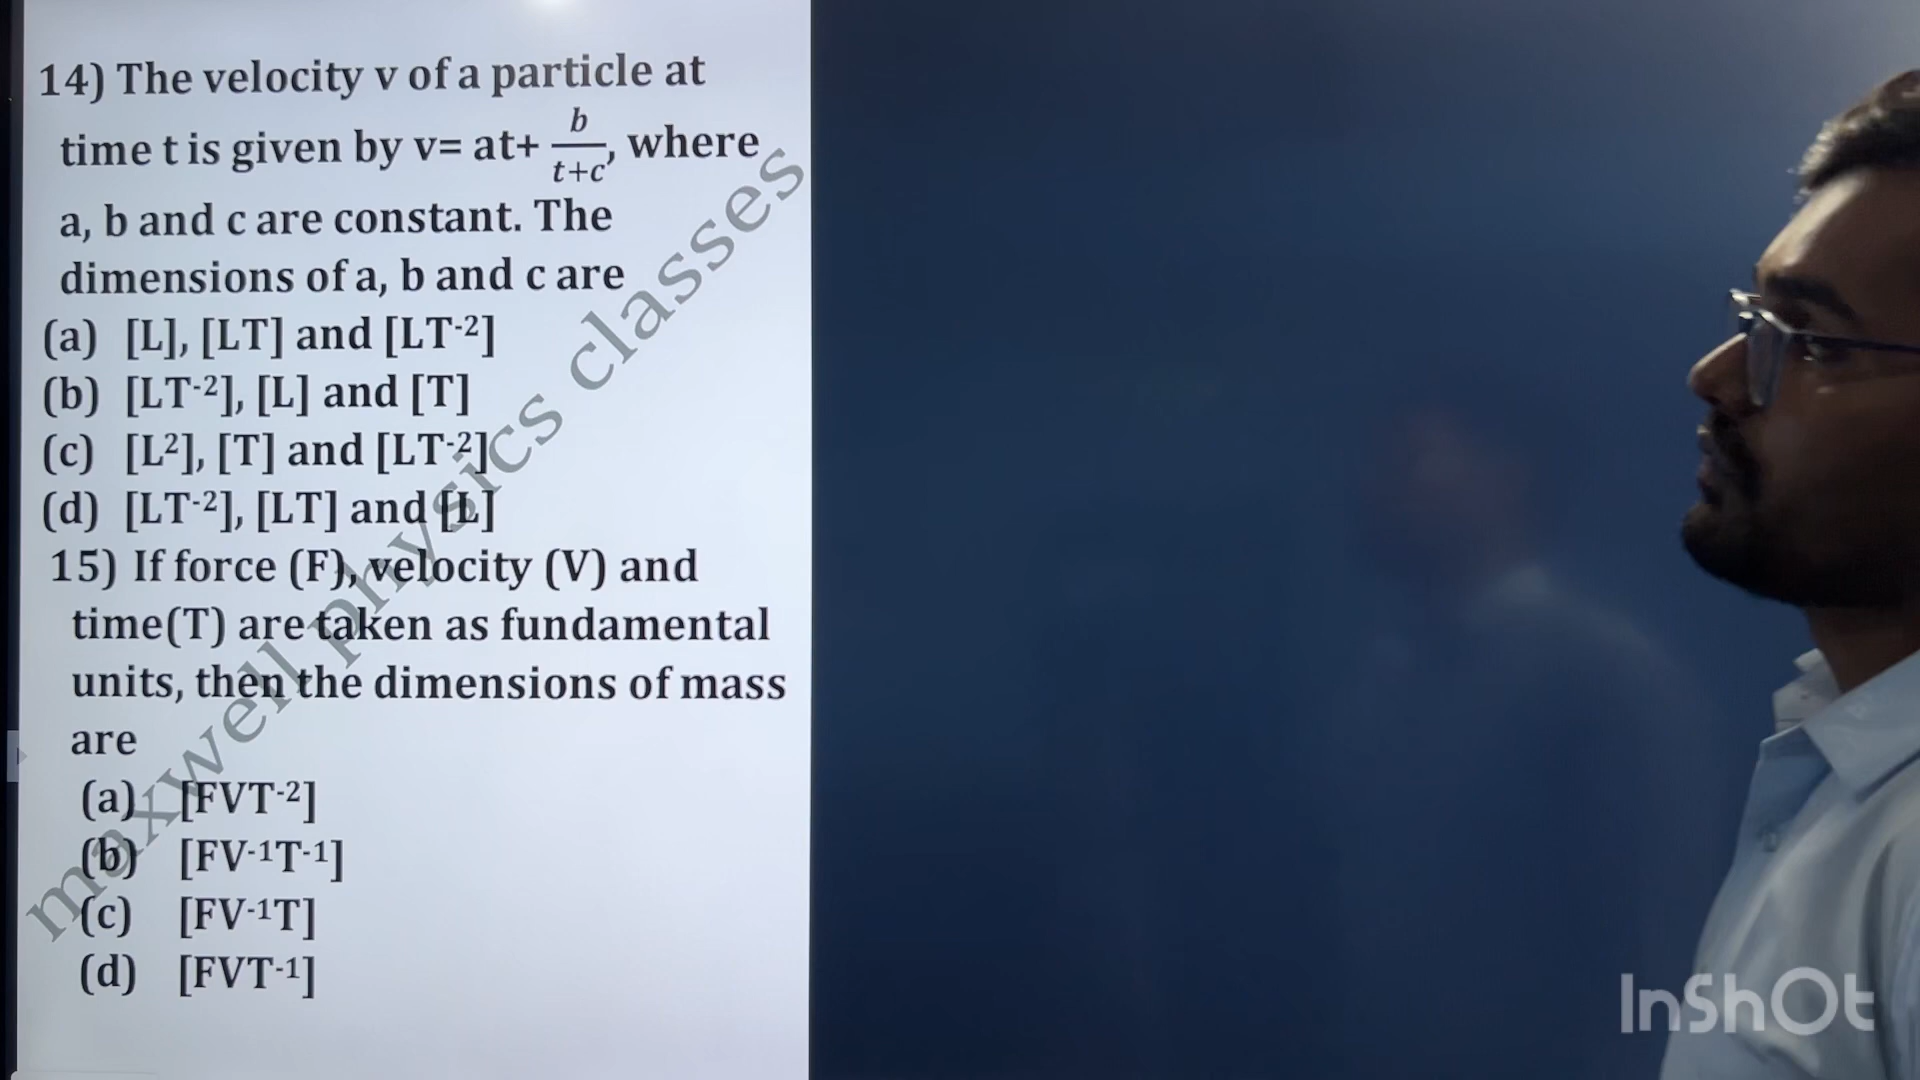 14) The velocity v of a particle at
time t is given by v= at+ b/t+c, where
a, b and c are constant. The
dimensions of a, b and c are
(a) [L], [LT] and [LT-2]
(b) [LT-2], [L] and [T]
(c) [L2], [T] and [LT-2]
(d) [LT-2], [LT] and [L]
15) If force (F), velocity (V) and
time(T) are taken as fundamental
units, then the dimensions of mass
are
(a) [FVT-2]
(b) [FV-1T-1]
(c) [FV-1T]
(d) [FVT-1]
maxwell physics classes
InShOt